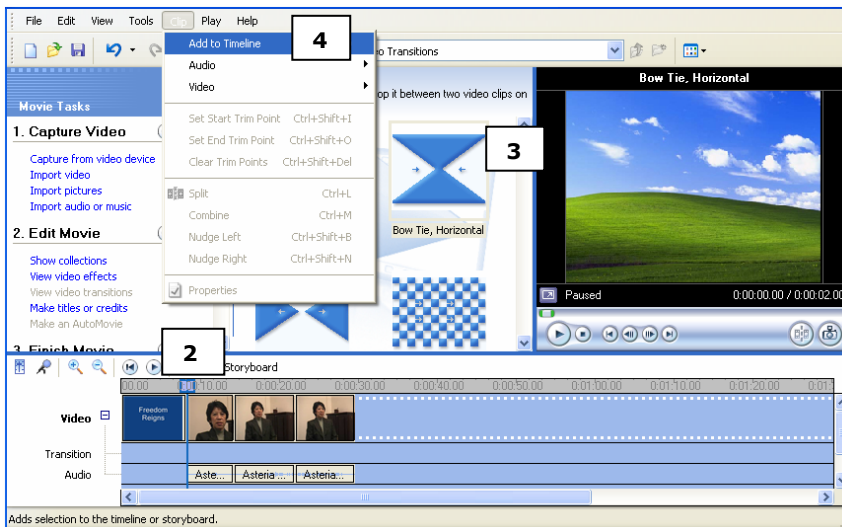 File Edit View Tools Clip Play Help
Add to Timeline
4
Audio
Video
Set Start Trim Point Ctrl+Shift+I
Set End Trim Point Ctrl+Shift+O
Clear Trim Points Ctrl+Shift+Del
Split Ctrl+L
Combine Ctrl+M
Nudge Left Ctrl+Shift+B
Nudge Right Ctrl+Shift+N
Properties
Video Transitions
op it between two video clips on
3
Bow Tie, Horizontal
Movie Tasks
1. Capture Video
Capture from video device
Import video
Import pictures
Import audio or music
2. Edit Movie
Show collections
View video effects
View video transitions
Make titles or credits
Make an AutoMovie
3. Finish Movie
Bow Tie, Horizontal
Paused 0:00:00.00 / 0:00:02.00
2
Storyboard
00.00 10.00 0:00:20.00 0:00:30.00 0:00:40.00 0:00:50.00 0:01:00.00 0:01:10.00 0:01:20.00 0:01:
Video
Freedom
Reigns
Transition
Audio
Aste... Asteria... Asteria...
Adds selection to the timeline or storyboard.